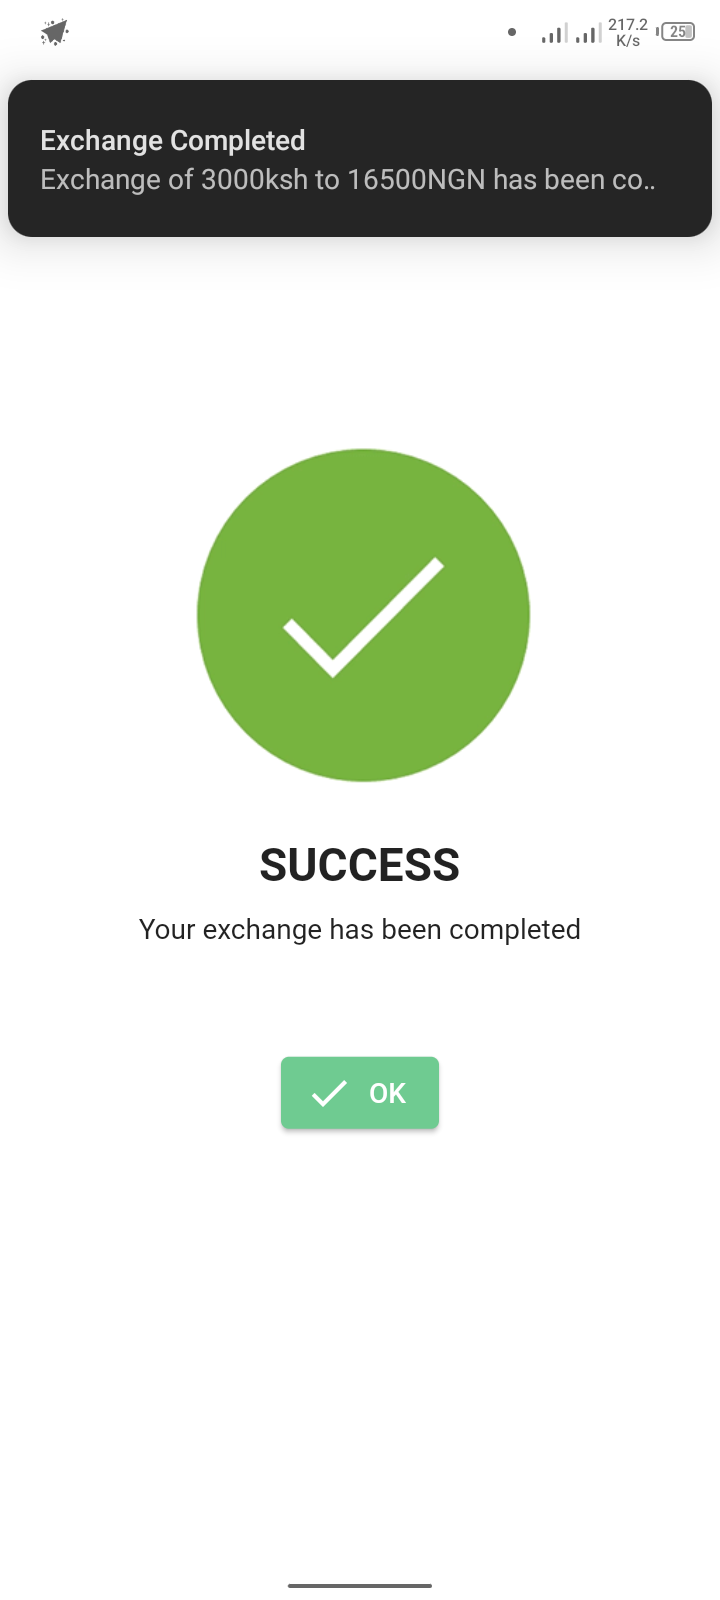 217.2
K/s
25
Exchange Completed
Exchange of 3000ksh to 16500NGN has been co..
SUCCESS
Your exchange has been completed
OK